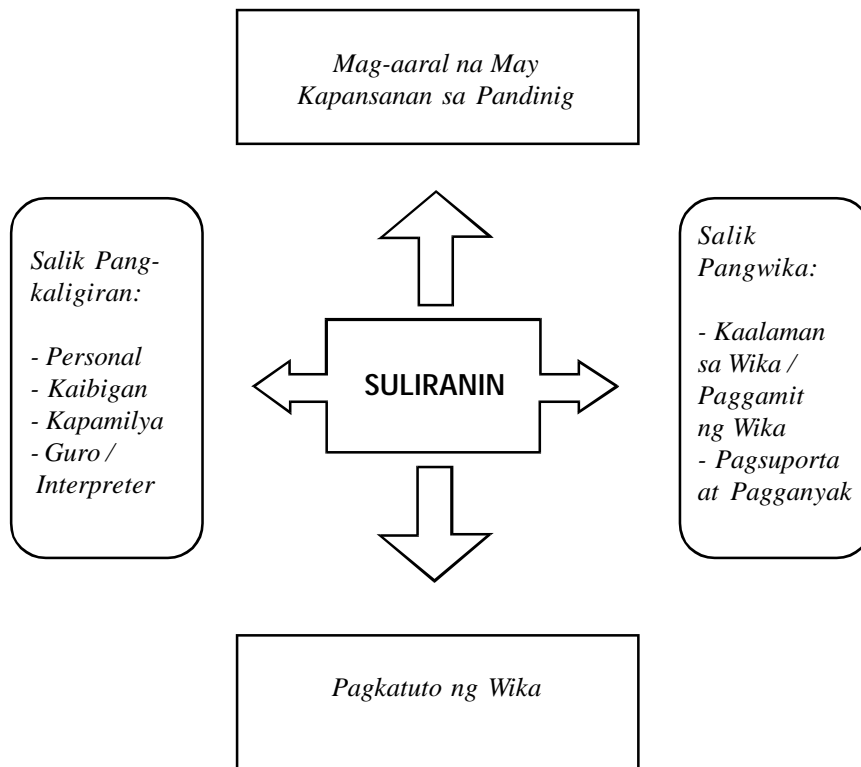 Mag-aaral na May
Kapansanan sa Pandinig
Salik Pang-
kaligiran:
- Personal
- Kaibigan
- Kapamilya
- Guro /
Interpreter
SULIRANIN
Salik
Pangwika:
- Kaalaman
sa Wika /
Paggamit
ng Wika
- Pagsuporta
at Pagganyak
Pagkatuto ng Wika